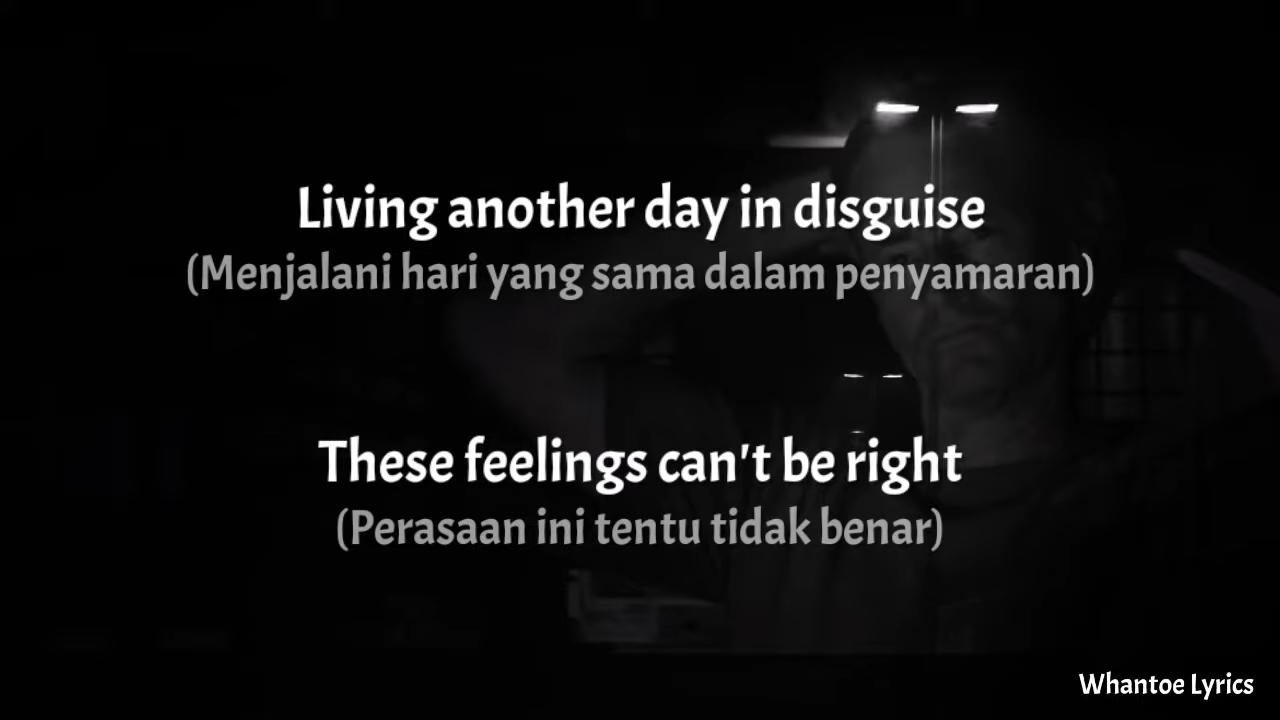 Living another day in disguise
(Menjalani hari yang sama dalam penyamaran)
These feelings can't be right
(Perasaan ini tentu tidak benar)
Whantoe Lyrics